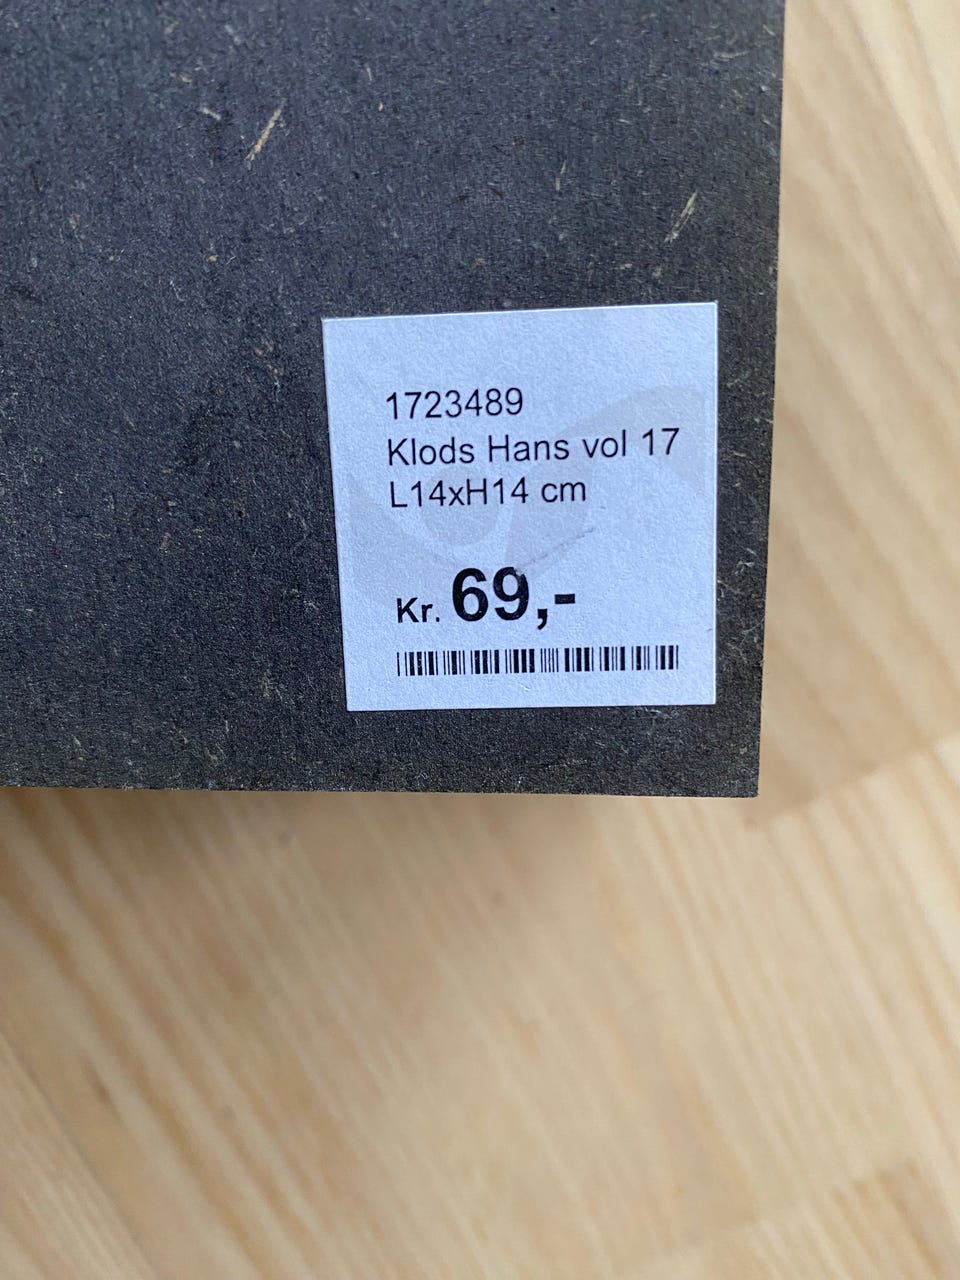 1723489
Klods Hans vol 17
L14xH14 cm
Kr. 69,-